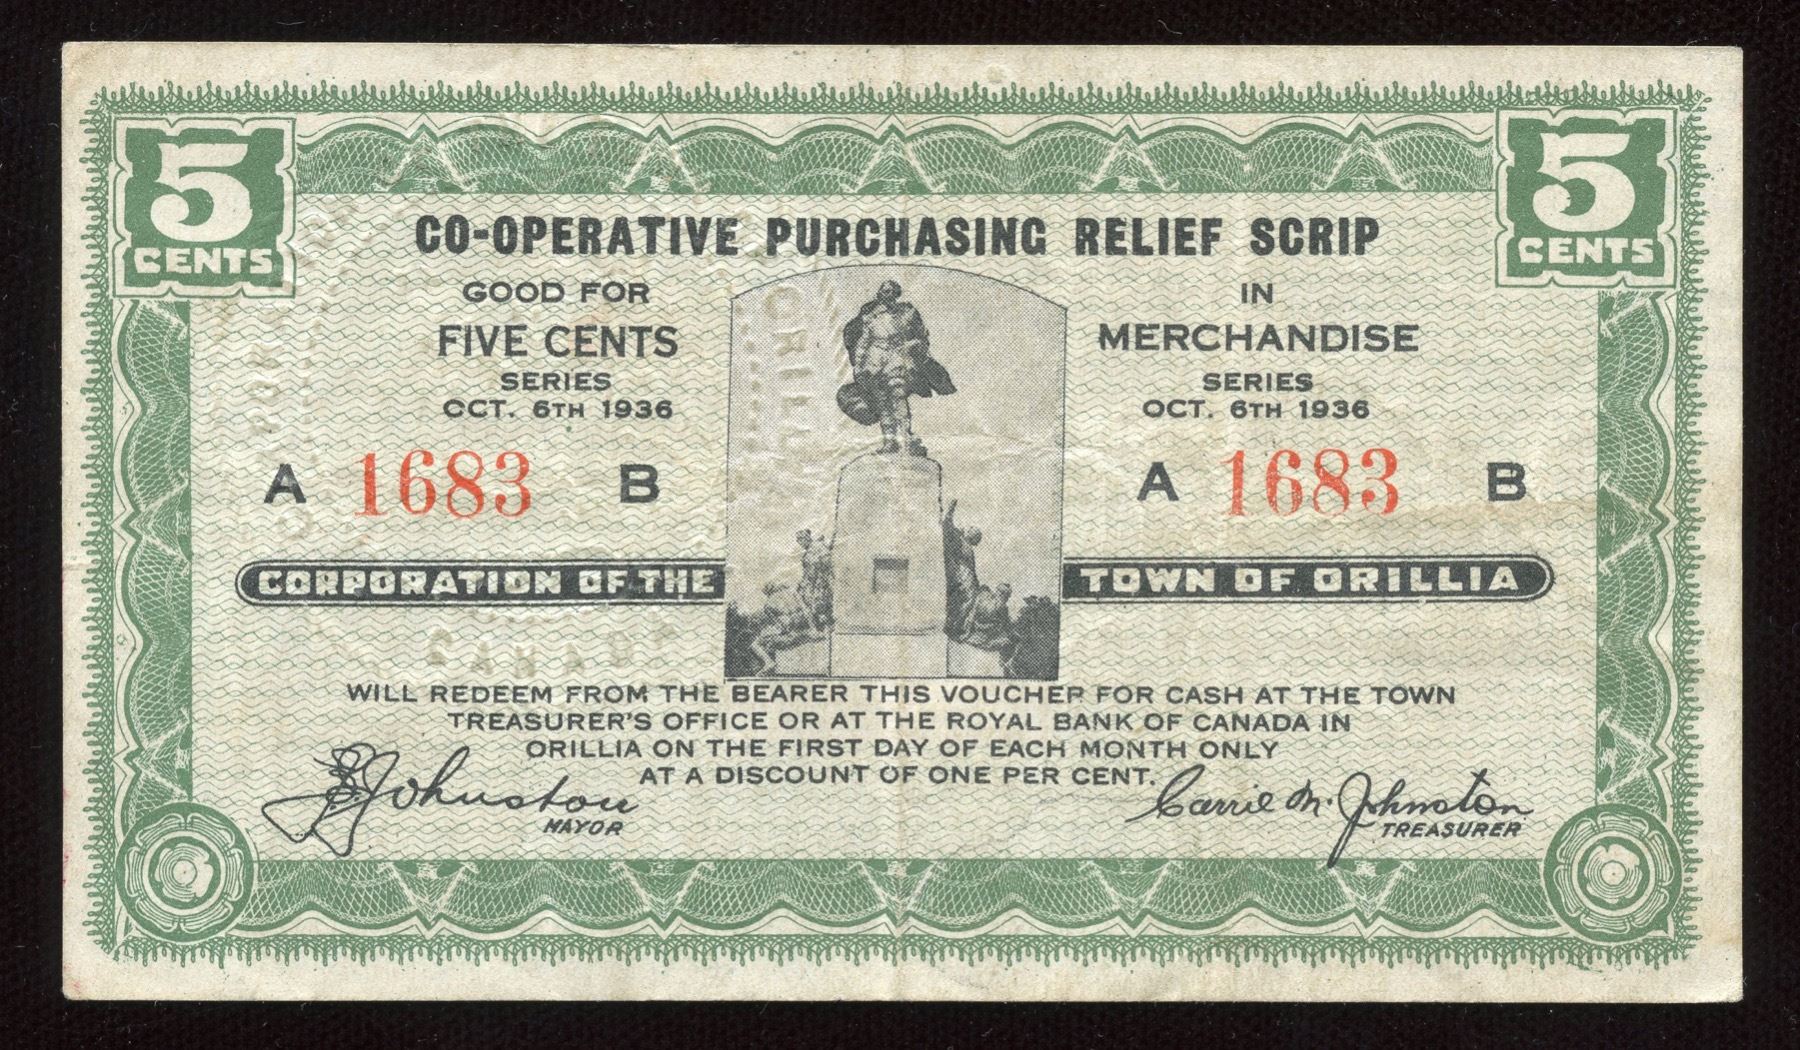 5 CENTS
5 CENTS
CO-OPERATIVE PURCHASING RELIEF SCRIP
GOOD FOR
FIVE CENTS
SERIES
OCT. 6TH 1936
IN
MERCHANDISE
SERIES
OCT. 6TH 1936
A 1683 B
A 1683 B
CORPORATION OF THE
TOWN OF ORILLIA
WILL REDEEM FROM THE BEARER THIS VOUCHER FOR CASH AT THE TOWN
TREASURER'S OFFICE OR AT THE ROYAL BANK OF CANADA IN
ORILLIA ON THE FIRST DAY OF EACH MONTH ONLY
AT A DISCOUNT OF ONE PER CENT.
Johnston
MAYOR
Carrie M. Johnston
TREASURER